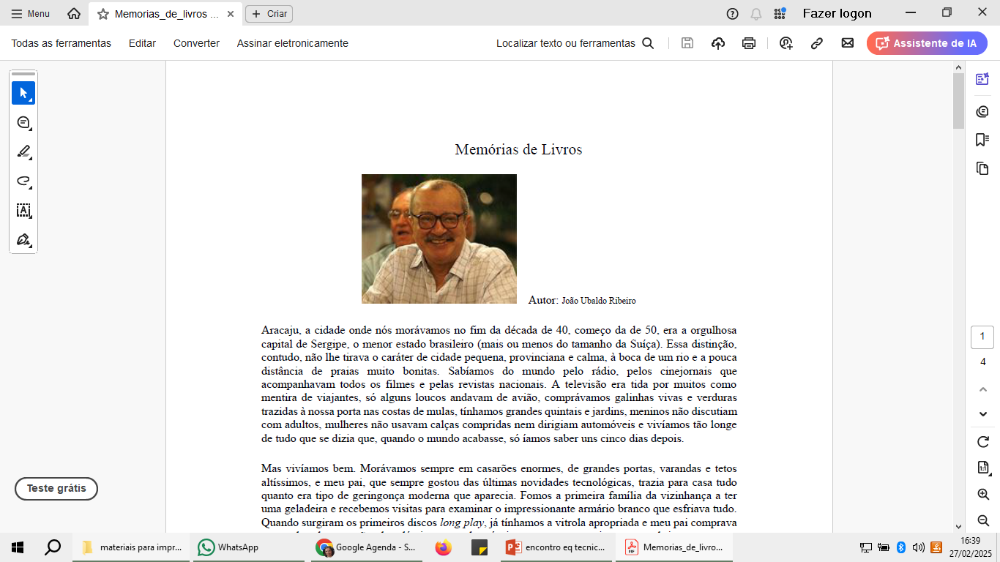 Menu
Memorias_de_livros ...
Criar
Fazer logon
Todas as ferramentas
Editar
Converter
Assinar eletronicamente
Localizar texto ou ferramentas
Assistente de IA
Memórias de Livros
Autor: João Ubaldo Ribeiro
Aracaju, a cidade onde nós morávamos no fim da década de 40, começo da de 50, era a orgulhosa
capital de Sergipe, o menor estado brasileiro (mais ou menos do tamanho da Suíça). Essa distinção,
contudo, não lhe tirava o caráter de cidade pequena, provinciana e calma, à boca de um rio e a pouca
distância de praias muito bonitas. Sabíamos do mundo pelo rádio, pelos cinejornais que
acompanhavam todos os filmes e pelas revistas nacionais. A televisão era tida por muitos como
mentira de viajantes, só alguns loucos andavam de avião, comprávamos galinhas vivas e verduras
trazidas à nossa porta nas costas de mulas, tínhamos grandes quintais e jardins, meninos não discutiam
com adultos, mulheres não usavam calças compridas nem dirigiam automóveis e vivíamos tão longe
de tudo que se dizia que, quando o mundo acabasse, só íamos saber uns cinco dias depois.
Mas vivíamos bem. Morávamos sempre em casarões enormes, de grandes portas, varandas e tetos
altíssimos, e meu pai, que sempre gostou das últimas novidades tecnológicas, trazia para casa tudo
quanto era tipo de geringonça moderna que aparecia. Fomos a primeira família da vizinhança a ter
uma geladeira e recebemos visitas para examinar o impressionante armário branco que esfriava tudo.
Quando surgiram os primeiros discos long play, já tínhamos a vitrola apropriada e meu pai comprava
1
4
Teste grátis
materiais para impr...
WhatsApp
Google Agenda - S...
encontro eq tecnic...
Memorias_de_livro...
16:39
27/02/2025